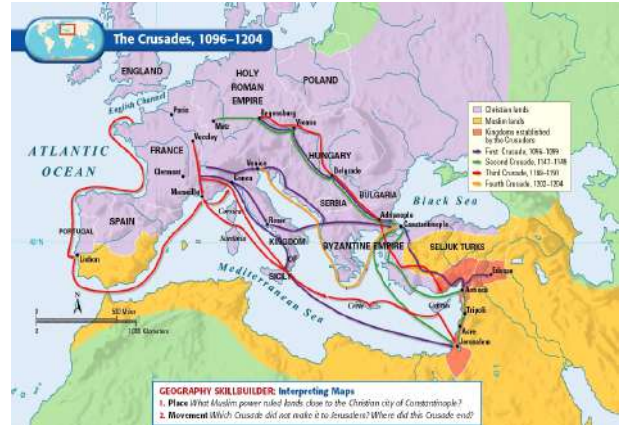 The Crusades, 1096–1204
ENGLAND
English Channel
Paris
HOLY
ROMAN
EMPIRE
POLAND
Metz
Regensburg
Vienna
Vezelay
ATLANTIC
OCEAN
FRANCE
Clermont
HUNGARY
Venice
Genoa
Belgrade
Marseille
BULGARIA
Black Sea
SERBIA
Corsica
Rome
Adrianople
Constantinople
SPAIN
PORTUGAL
Lisbon
Sardinia
KINGDOM
OF
SICILY
BYZANTINE EMPIRE
SELJUK TURKS
Edessa
Antioch
Mediterranean Sea
Crete
Cyprus
Tripoli
Acre
Jerusalem
40°N
N
0
500 Miles
0
1,000 Kilometers
Christian lands
Muslim lands
Kingdoms established
by the Crusaders
First Crusade, 1096–1099
Second Crusade, 1147–1149
Third Crusade, 1189–1191
Fourth Crusade, 1202–1204
GEOGRAPHY SKILLBUILDER: Interpreting Maps
1. Place What Muslim power ruled lands close to the Christian city of Constantinople?
2. Movement Which Crusade did not make it to Jerusalem? Where did this Crusade end?